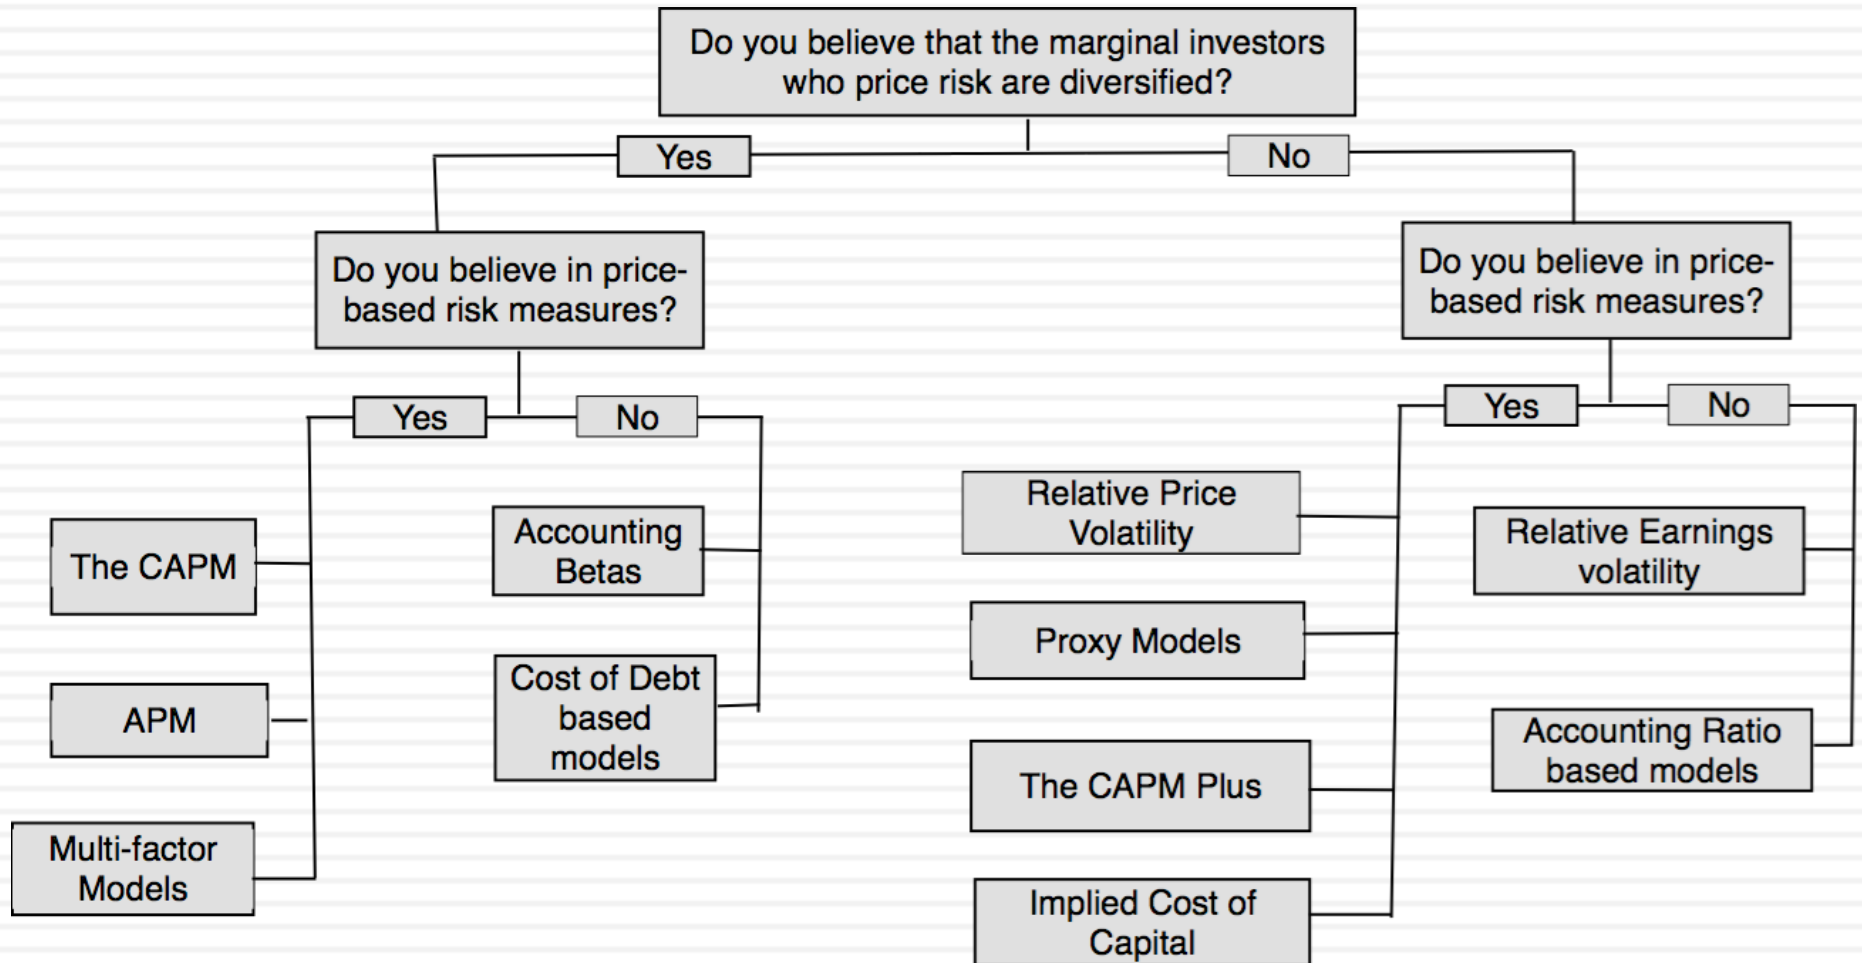 Do you believe that the marginal investors
who price risk are diversified?
Yes
No
Do you believe in price-
based risk measures?
Do you believe in price-
based risk measures?
Yes
No
Yes
No
The CAPM
APM
Multi-factor
Models
Accounting
Betas
Cost of Debt
based
models
Relative Price
Volatility
Proxy Models
The CAPM Plus
Implied Cost of
Capital
Relative Earnings
volatility
Accounting Ratio
based models